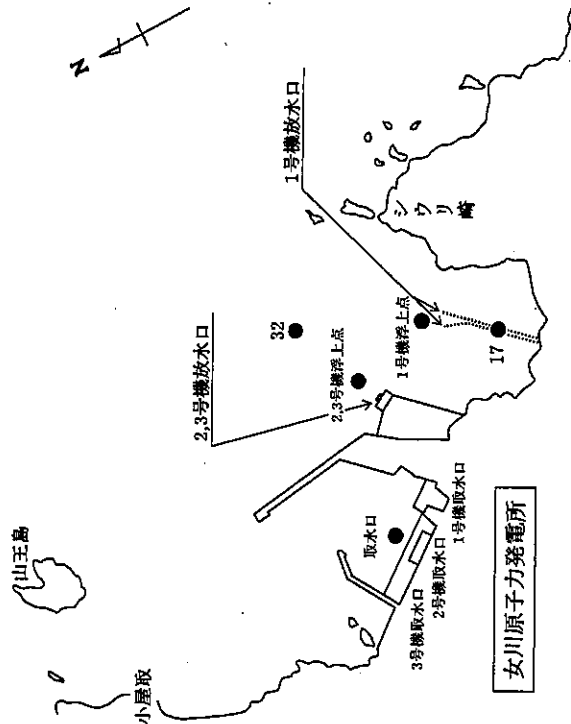 N
1号機放水口
2,3号機放水口
シウリ崎
32
2,3号機浮上点
1号機浮上点
17
山王島
小屋取
取水口
1号機取水口
2号機取水口
3号機取水口
女川原子力発電所